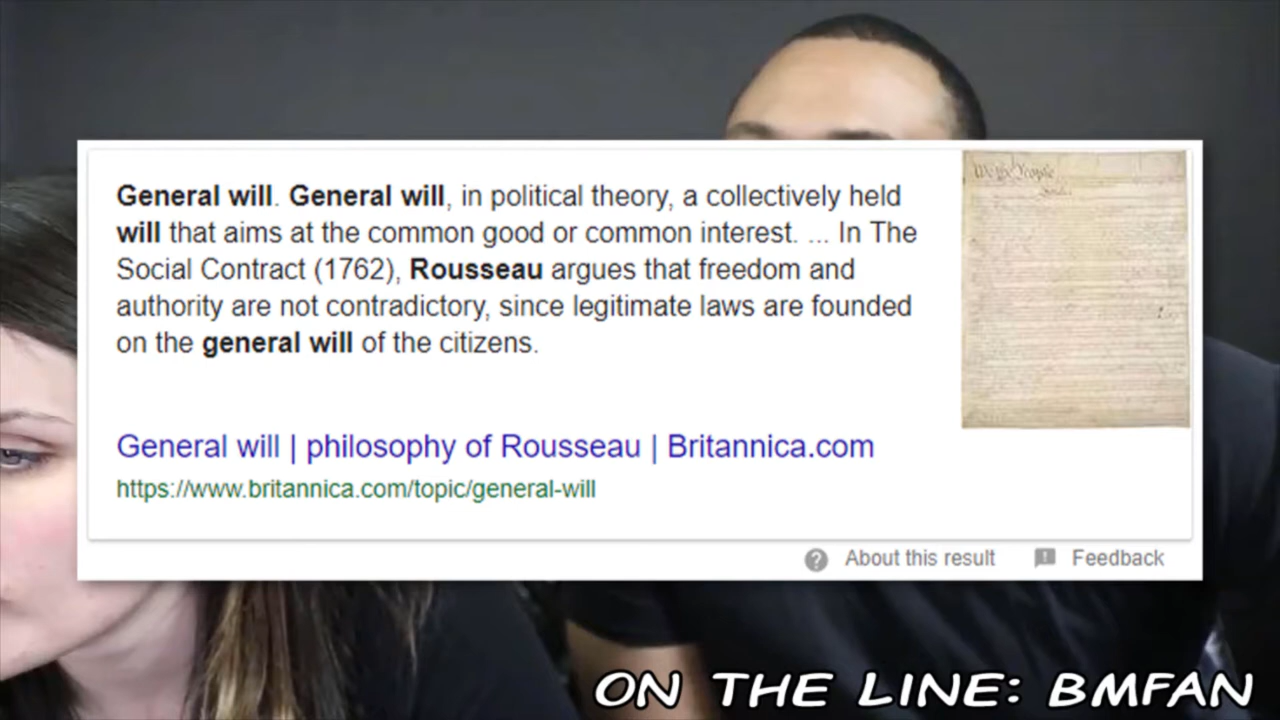 General will. General will, in political theory, a collectively held
will that aims at the common good or common interest. ... In The
Social Contract (1762), Rousseau argues that freedom and
authority are not contradictory, since legitimate laws are founded
on the general will of the citizens.
We the People
General will | philosophy of Rousseau | Britannica.com
https://www.britannica.com/topic/general-will
About this result Feedback
ON THE LINE: BMFAN